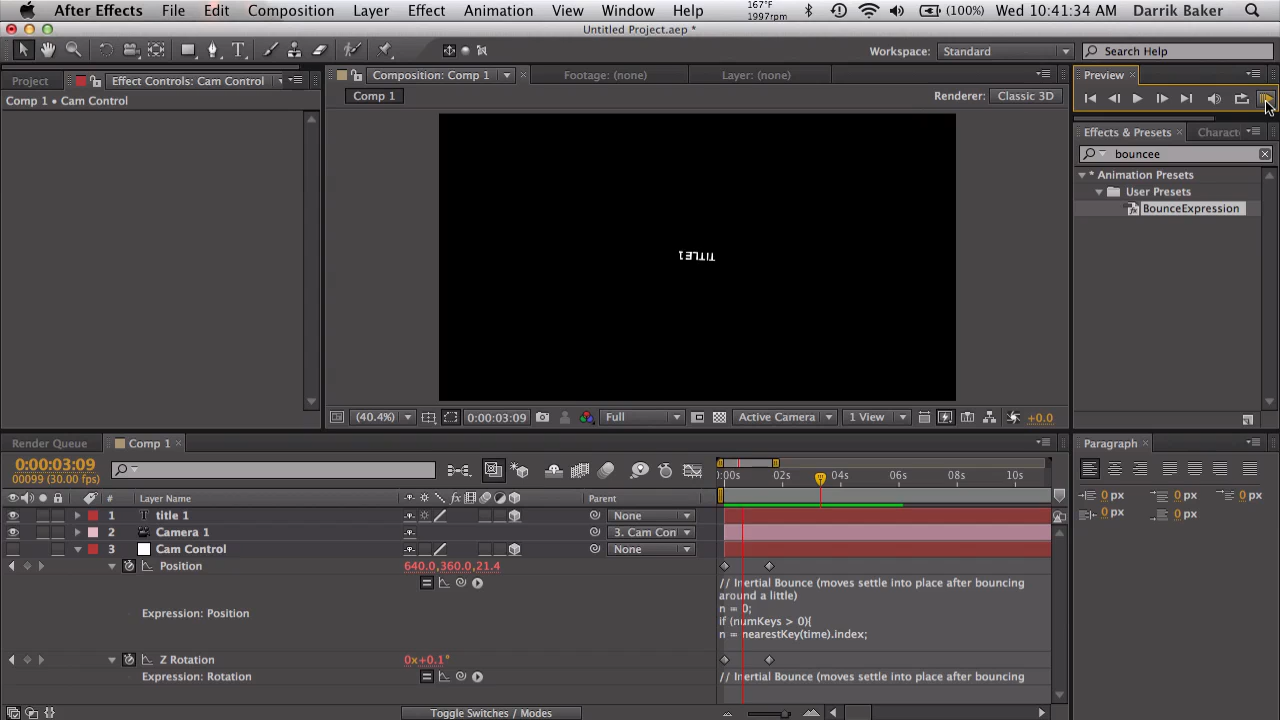 After Effects File Edit Composition Layer Effect Animation View Window Help 167°F 1997rpm (100%) Wed 10:41:34 AM Darrik Baker
Untitled Project.aep *
Workspace: Standard Search Help
Project Effect Controls: Cam Control Composition: Comp 1 Footage: (none) Layer: (none) Preview
Comp 1 • Cam Control
Comp 1 Renderer: Classic 3D
Effects & Presets Charact
bouncee
* Animation Presets
User Presets
BounceExpression
TITLE1
(40.4%) 0:00:03:09 Full Active Camera 1 View +0.0
Render Queue Comp 1 Paragraph
0:00:03:09
00099 (30.00 fps)
:00s 02s 04s 06s 08s 10s
0 px 0 px 0 px
0 px 0 px
# Layer Name Parent
1 T title 1 None
2 Camera 1 3. Cam Con
3 Cam Control None
Position 640.0,360.0,21.4
Expression: Position
// Inertial Bounce (moves settle into place after bouncing
around a little)
n = 0;
if (numKeys > 0){
n = nearestKey(time).index;
Z Rotation 0x+0.1°
Expression: Rotation // Inertial Bounce (moves settle into place after bouncing
Toggle Switches / Modes